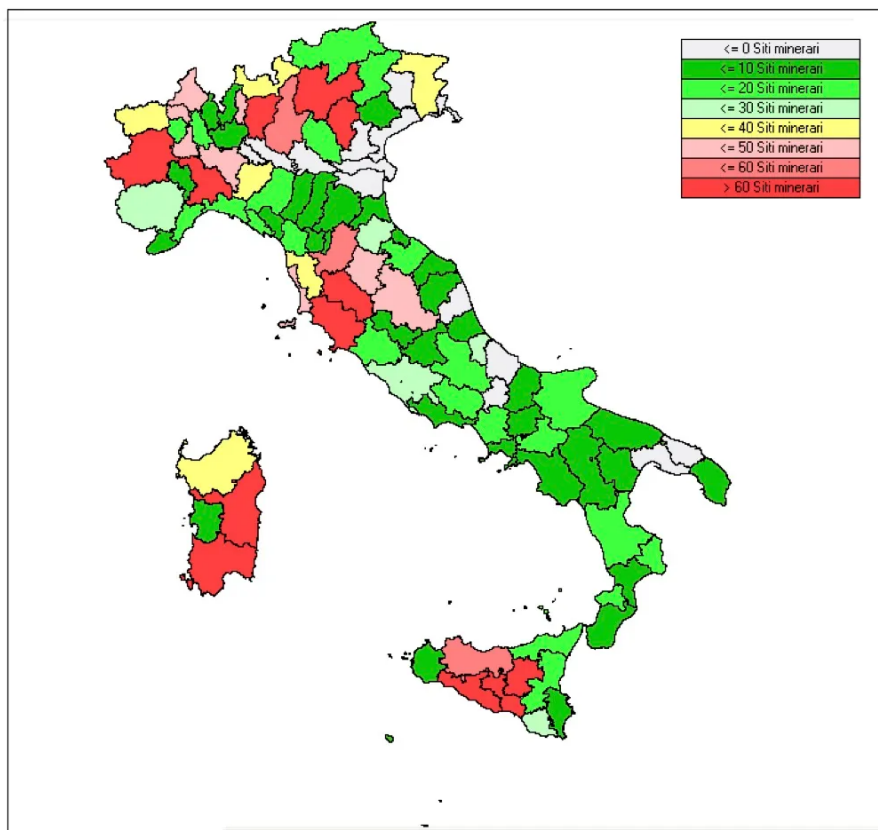 <= 0 Siti minerari
<= 10 Siti minerari
<= 20 Siti minerari
<= 30 Siti minerari
<= 40 Siti minerari
<= 50 Siti minerari
<= 60 Siti minerari
> 60 Siti minerari